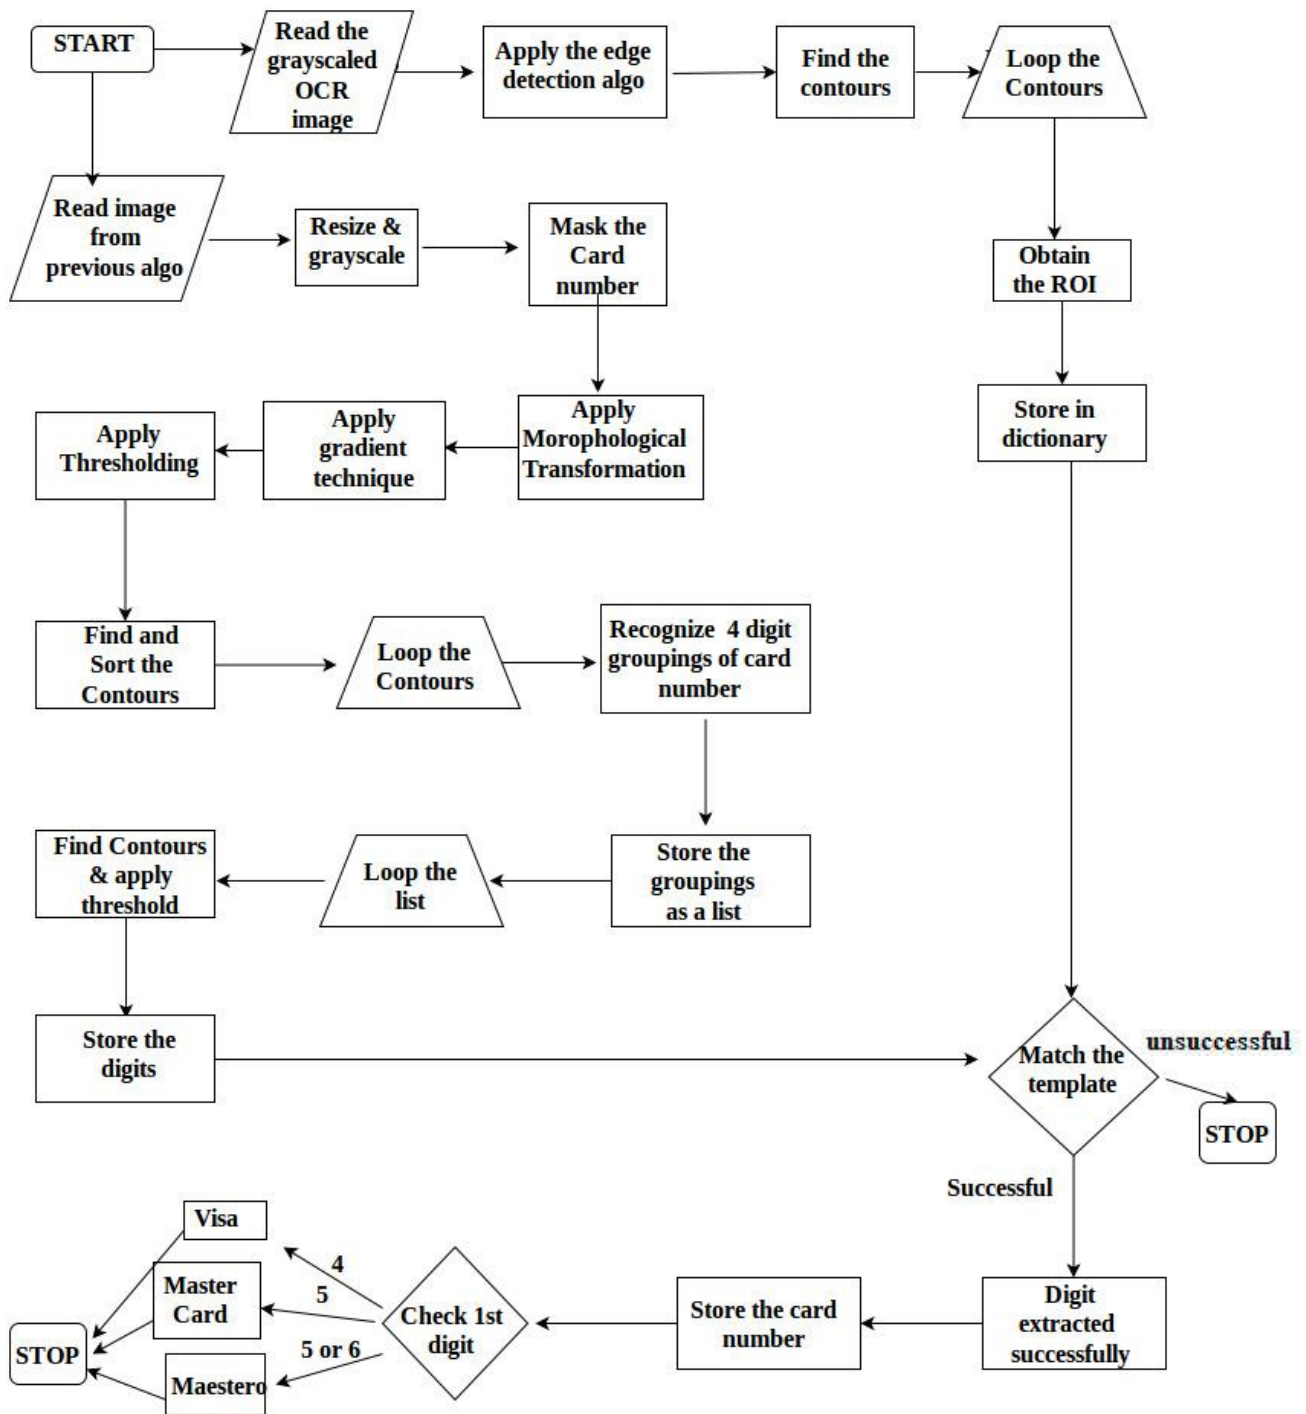 START
Read the
grayscaled
OCR
image
Apply the edge
detection algo
Find the
contours
Loop the
Contours
Read image
from
previous algo
Resize &
grayscale
Mask the
Card
number
Obtain
the ROI
Apply
Thresholding
Apply
gradient
technique
Apply
Morophological
Transformation
Store in
dictionary
Find and
Sort the
Contours
Loop the
Contours
Recognize 4 digit
groupings of card
number
Find Contours
& apply
threshold
Loop the
list
Store the
groupings
as a list
Store the
digits
Match the
template
unsuccessful
STOP
Successful
Visa
4
Master
Card
5
5 or 6
Maestero
STOP
Check 1st
digit
Store the card
number
Digit
extracted
successfully